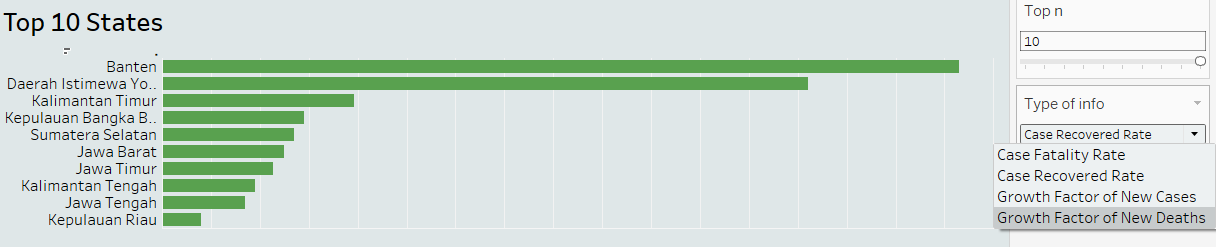 Top 10 States
Banten
Daerah Istimewa Yo..
Kalimantan Timur
Kepulauan Bangka B..
Sumatera Selatan
Jawa Barat
Jawa Timur
Kalimantan Tengah
Jawa Tengah
Kepulauan Riau
Top n
10
Type of info
Case Recovered Rate
Case Fatality Rate
Case Recovered Rate
Growth Factor of New Cases
Growth Factor of New Deaths